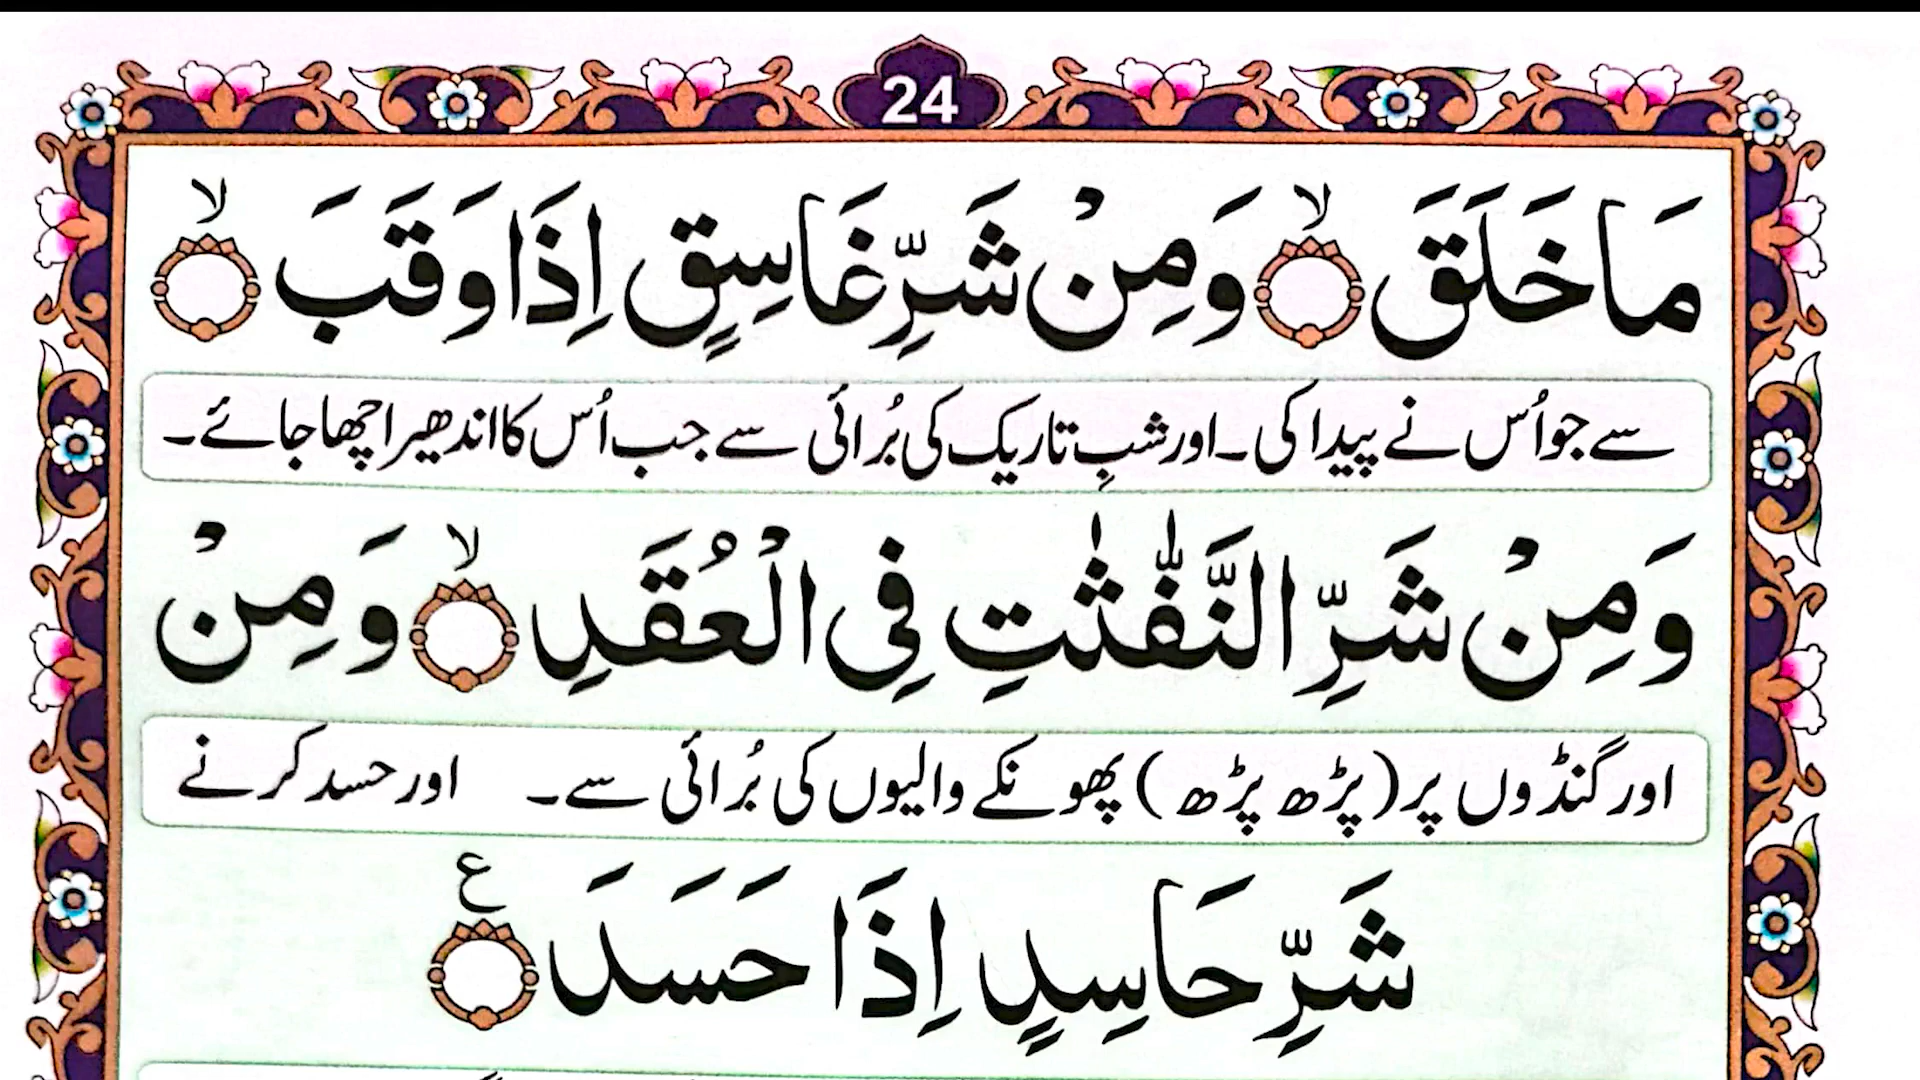 24
مَا خَلَقَ ۙ وَمِنْ شَرِّ غَاسِقٍ اِذَا وَقَبَ ۙ
سے جو اُس نے پیدا کی۔ اور شبِ تاریک کی بُرائی سے جب اُس کا اندھیرا چھا جائے۔
وَمِنْ شَرِّ النَّفّٰثٰتِ فِی الْعُقَدِ ۙ وَمِنْ
اور گنڈوں پر (پڑھ پڑھ) پھونکے والیوں کی بُرائی سے۔ اور حسد کرنے
شَرِّ حَاسِدٍ اِذَا حَسَدَ ع